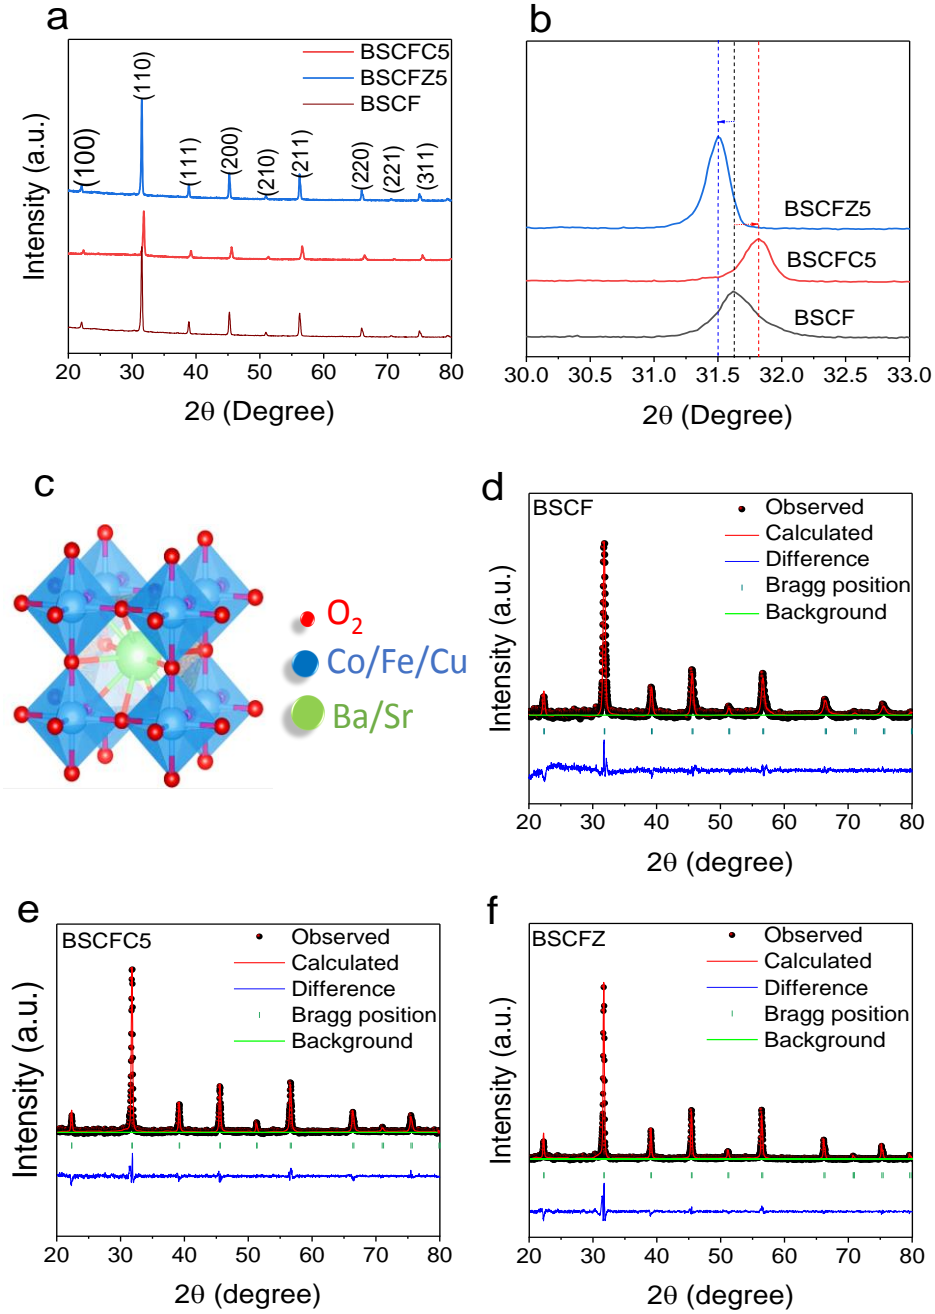 a
BSCFC5
BSCFZ5
BSCF
(100)
(110)
(111)
(200)
(210)
(211)
(220)
(221)
(311)
Intensity (a.u.)
20 30 40 50 60 70 80
2θ (Degree)
b
BSCFZ5
BSCFC5
BSCF
Intensity (a.u.)
30.0 30.5 31.0 31.5 32.0 32.5 33.0
2θ (Degree)
c
O2
Co/Fe/Cu
Ba/Sr
d
BSCF
Observed
Calculated
Difference
Bragg position
Background
Intensity (a.u.)
20 30 40 50 60 70 80
2θ (degree)
e
BSCFC5
Observed
Calculated
Difference
Bragg position
Background
Intensity (a.u.)
20 30 40 50 60 70 80
2θ (degree)
f
BSCFZ
Observed
Calculated
Difference
Bragg position
Background
Intensity (a.u.)
20 30 40 50 60 70 80
2θ (degree)